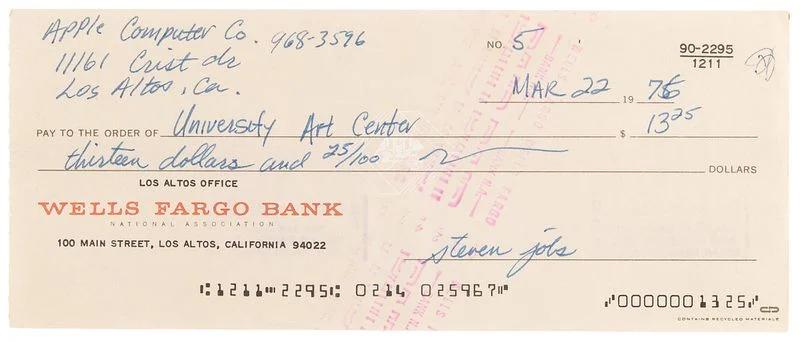 Apple Computer Co. 968-3596
11161 Crist dr
Los Altos, Ca.
NO. 5
90-2295
1211
MAR 22 19 76
PAY TO THE ORDER OF University Art Center $ 13 25
thirteen dollars and 25/100 DOLLARS
LOS ALTOS OFFICE
WELLS FARGO BANK
NATIONAL ASSOCIATION
100 MAIN STREET, LOS ALTOS, CALIFORNIA 94022
steven jobs
⑆1211⑉2295⑆ 0214 025967⑈ ⑇0000001325⑇
CONTAINS RECYCLED MATERIALS